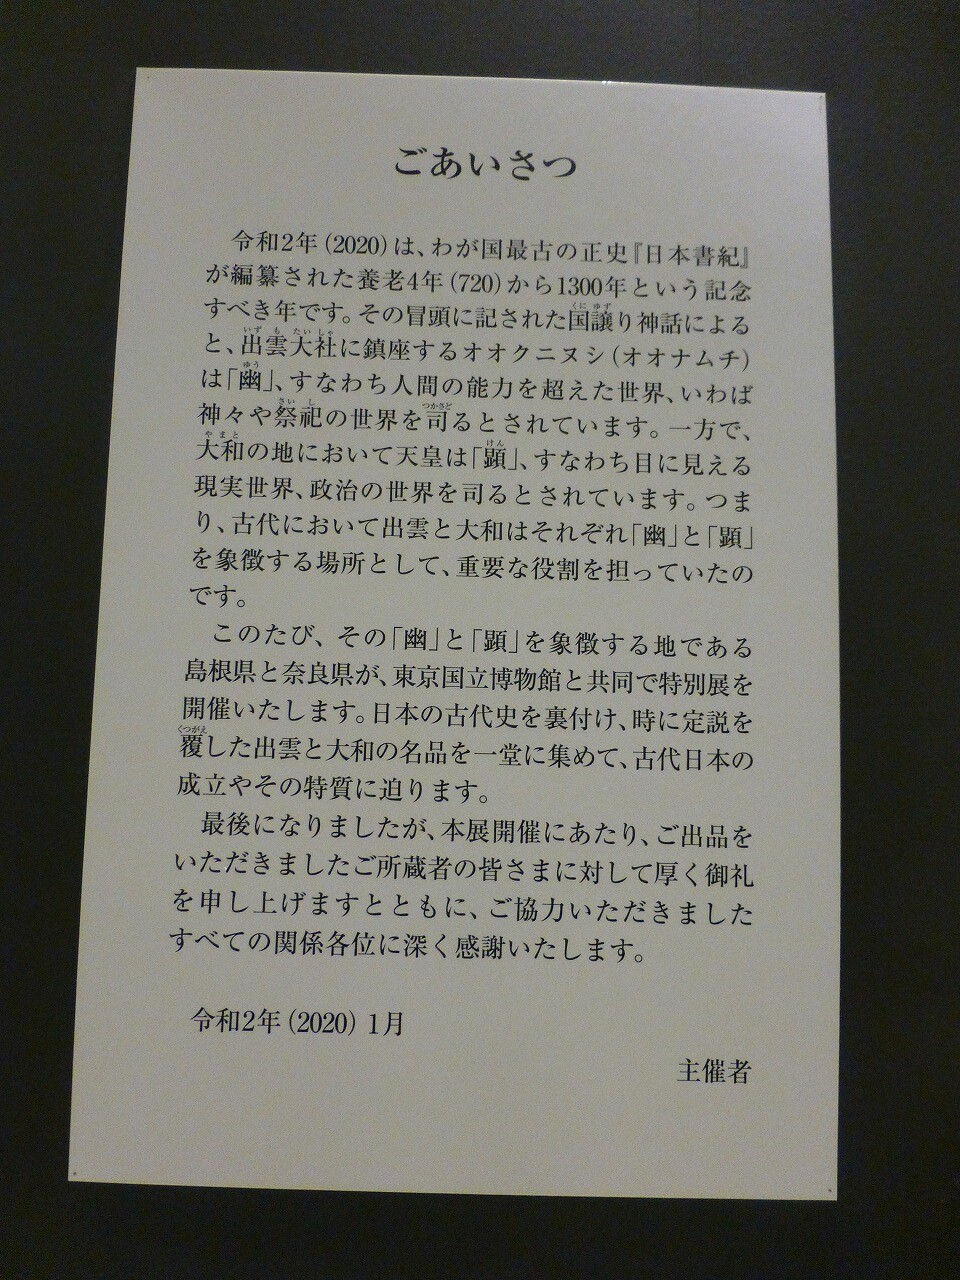 ごあいさつ
令和2年(2020)は、わが国最古の正史『日本書紀』
が編纂された養老4年(720)から1300年という記念
すべき年です。その冒頭に記された国譲り神話による
と、出雲大社に鎮座するオオクニヌシ(オオナムチ)
は「幽」、すなわち人間の能力を超えた世界、いわば
神々や祭祀の世界を司るとされています。一方で、
大和の地において天皇は「顕」、すなわち目に見える
現実世界、政治の世界を司るとされています。つま
り、古代において出雲と大和はそれぞれ「幽」と「顕」
を象徴する場所として、重要な役割を担っていたの
です。
このたび、その「幽」と「顕」を象徴する地である
島根県と奈良県が、東京国立博物館と共同で特別展を
開催いたします。日本の古代史を裏付け、時に定説を
覆した出雲と大和の名品を一堂に集めて、古代日本の
成立やその特質に迫ります。
最後になりましたが、本展開催にあたり、ご出品を
いただきましたご所蔵者の皆さまに対して厚く御礼
を申し上げますとともに、ご協力いただきました
すべての関係各位に深く感謝いたします。
令和2年(2020)1月
主催者